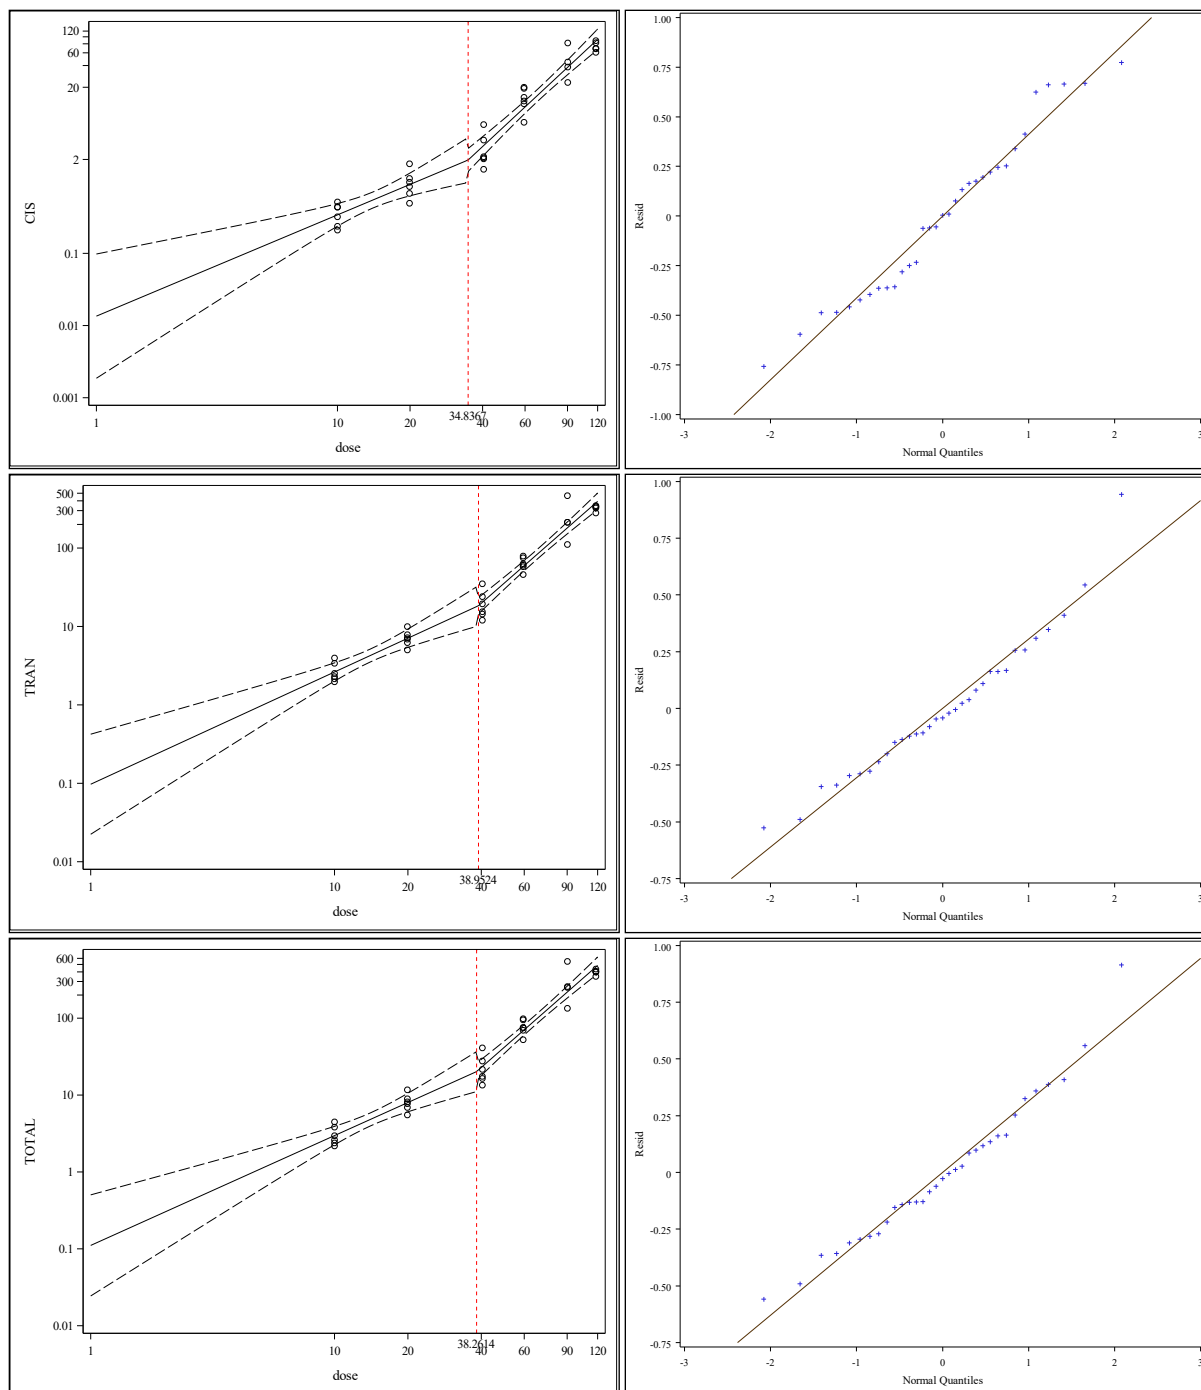 120
60
20
2
0.1
0.01
0.001
CIS
1 10 20 40 60 90 120
34.8367
dose
1.00
0.75
0.50
0.25
0
-0.25
-0.50
-0.75
-1.00
Resid
-3 -2 -1 0 1 2 3
Normal Quantiles
500
300
100
10
1
0.1
0.01
TRAN
1 10 20 40 60 90 120
38.9524
dose
1.00
0.75
0.50
0.25
0
-0.25
-0.50
-0.75
Resid
-3 -2 -1 0 1 2 3
Normal Quantiles
600
300
100
10
1
0.1
0.01
TOTAL
1 10 20 40 60 90 120
38.2614
dose
1.00
0.75
0.50
0.25
0
-0.25
-0.50
-0.75
Resid
-3 -2 -1 0 1 2 3
Normal Quantiles